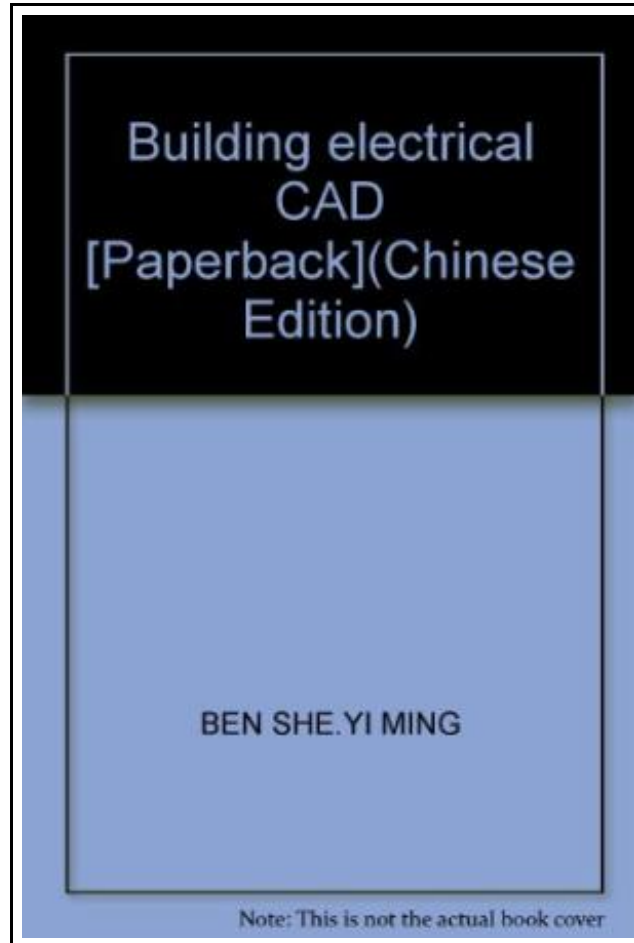 Building electrical
CAD
[Paperback](Chinese
Edition)
BEN SHE.YI MING
Note: This is not the actual book cover